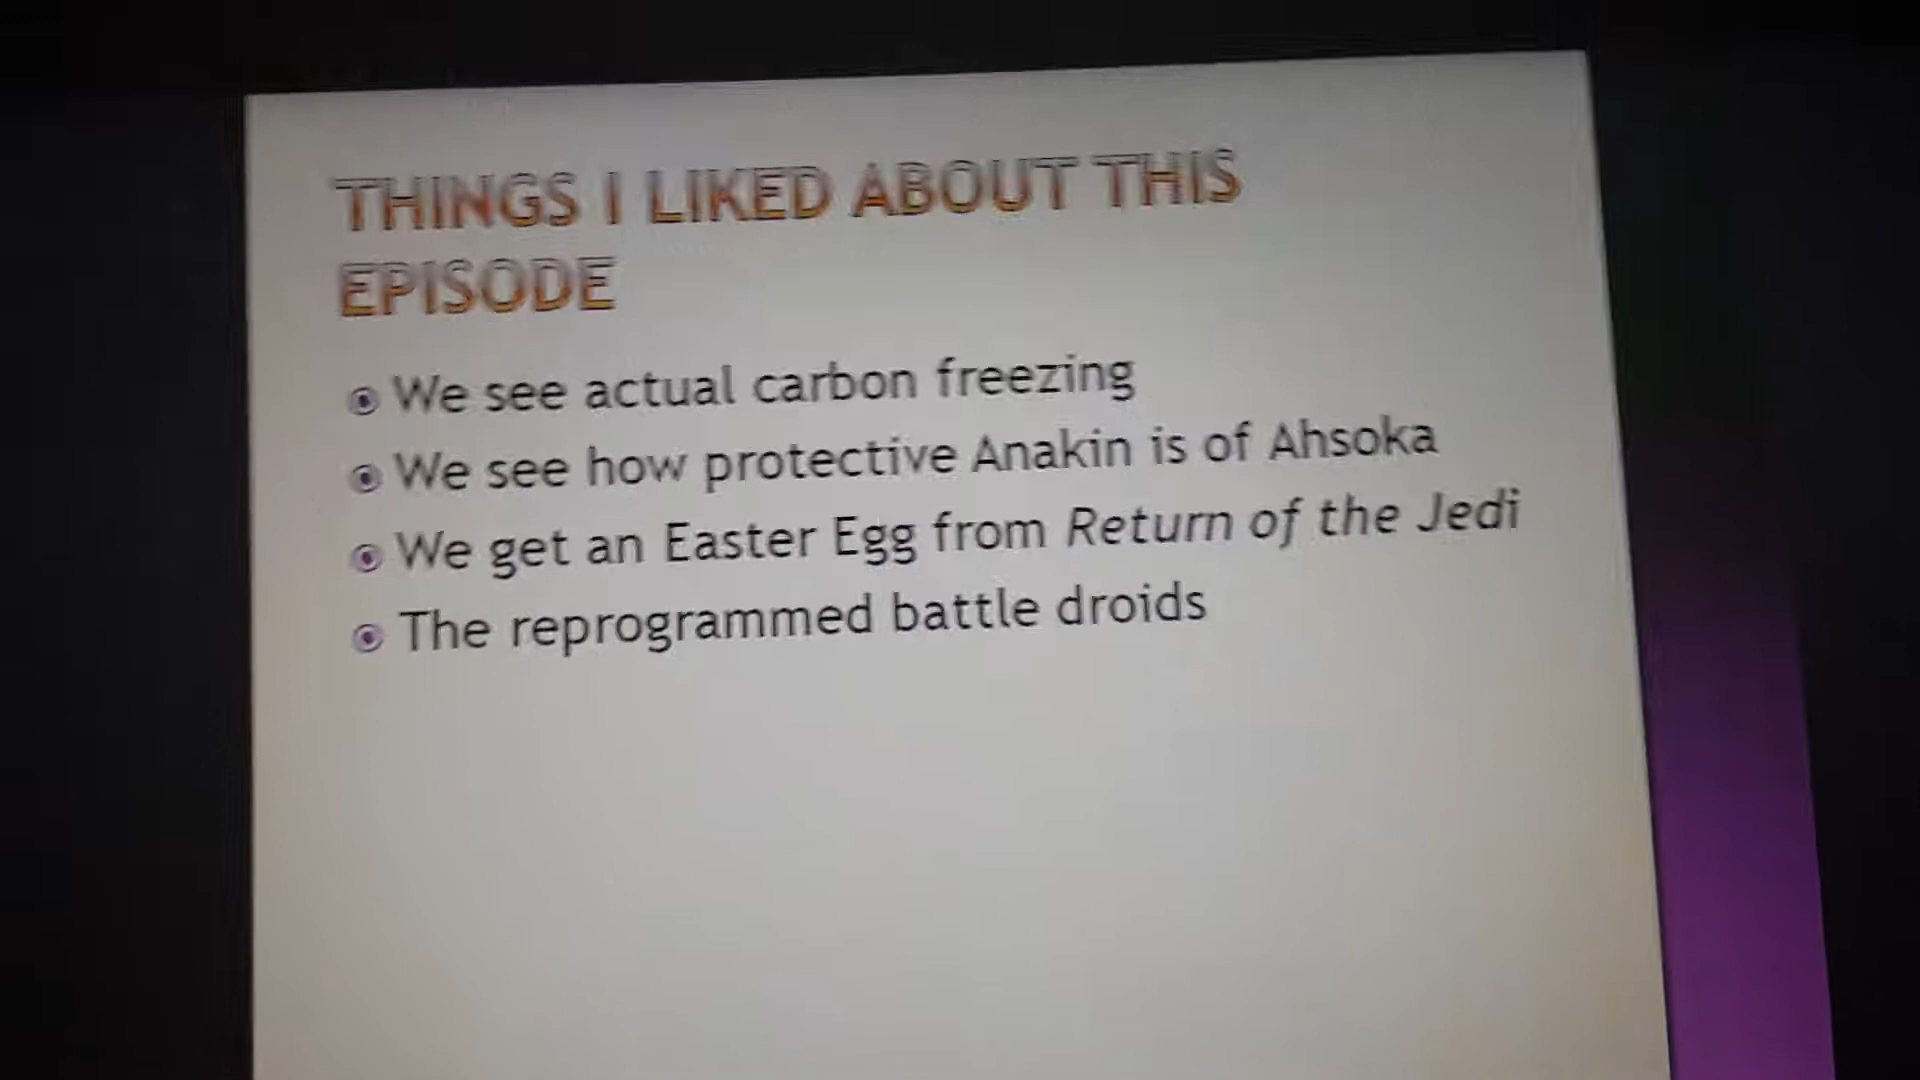 THINGS I LIKED ABOUT THIS
EPISODE
We see actual carbon freezing
We see how protective Anakin is of Ahsoka
We get an Easter Egg from Return of the Jedi
The reprogrammed battle droids